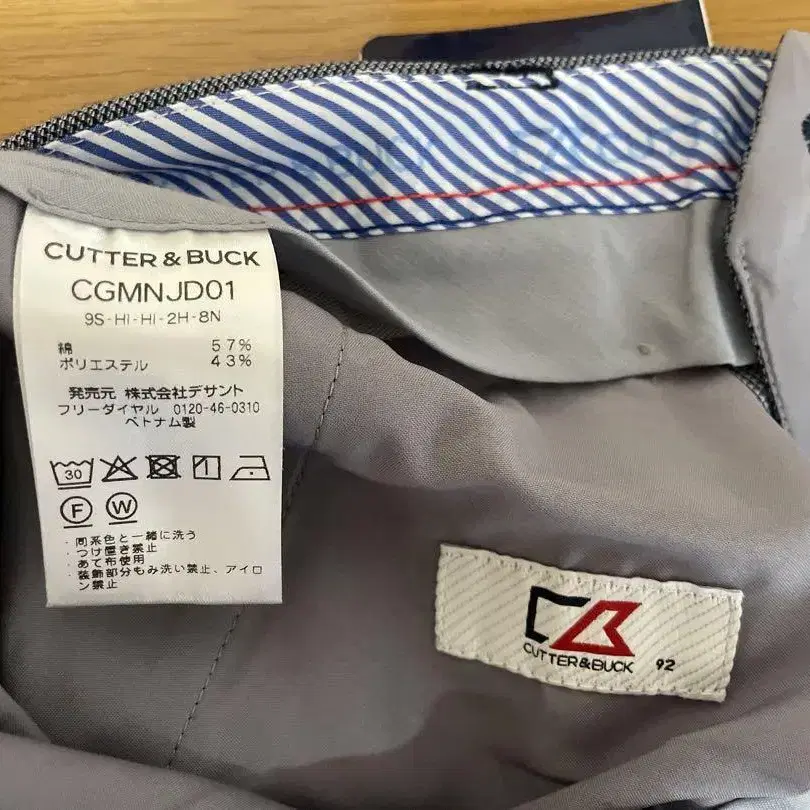 CUTTER & BUCK
CGMNJD01
9S-Hi-Hi-2H-8N
綿 57%
ポリエステル 43%
発売元 株式会社デサント
フリーダイヤル 0120-46-0310
ベトナム製
30
F W
・同系色と一緒に洗う
・つけ置き禁止
・あて布使用
・装飾部分もみ洗い禁止、アイロ
ン禁止
CUTTER&BUCK 92